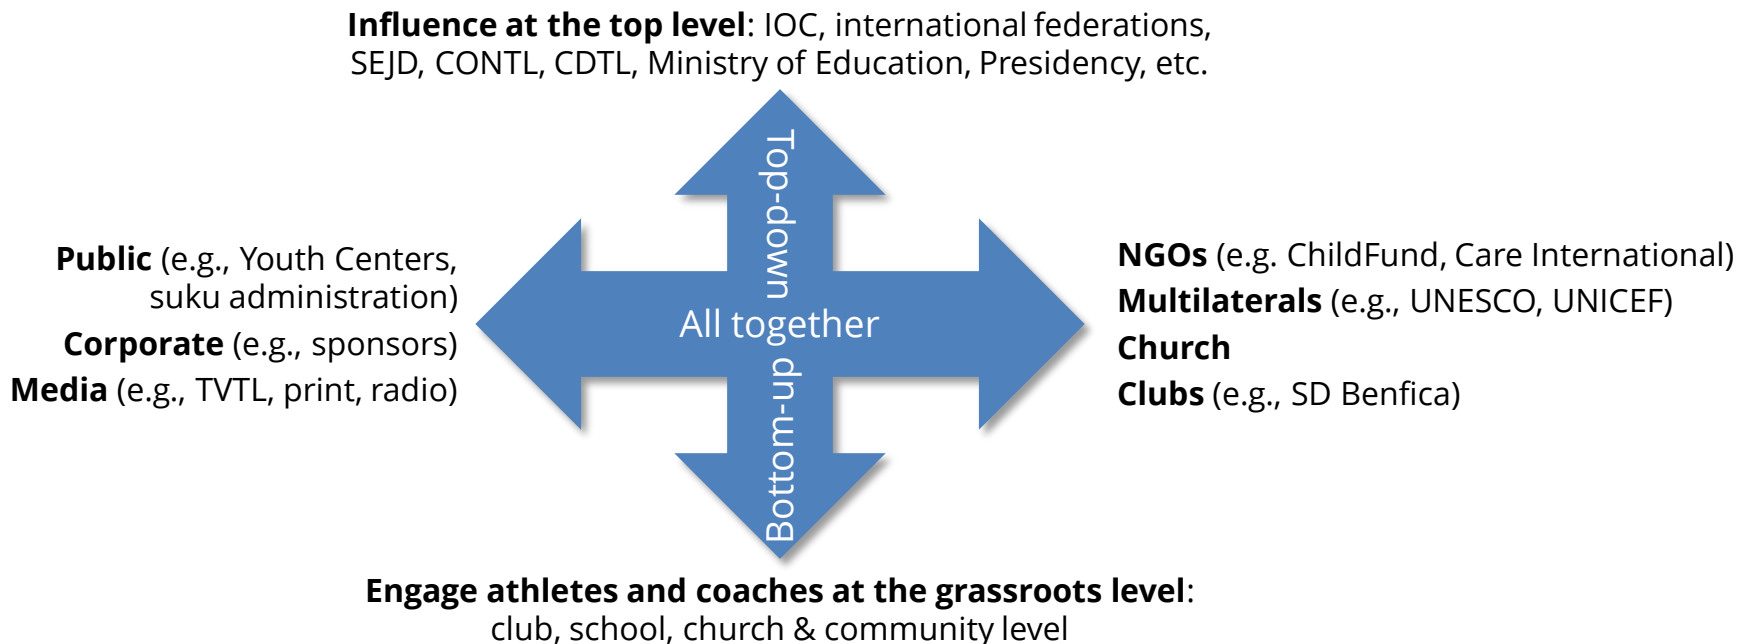 Influence at the top level: IOC, international federations,
SEJD, CONTL, CDTL, Ministry of Education, Presidency, etc.
Top-down
Public (e.g., Youth Centers,
suku administration)
Corporate (e.g., sponsors)
Media (e.g., TVTL, print, radio)
All together
NGOs (e.g. ChildFund, Care International)
Multilaterals (e.g., UNESCO, UNICEF)
Church
Clubs (e.g., SD Benfica)
Bottom-up
Engage athletes and coaches at the grassroots level:
club, school, church & community level